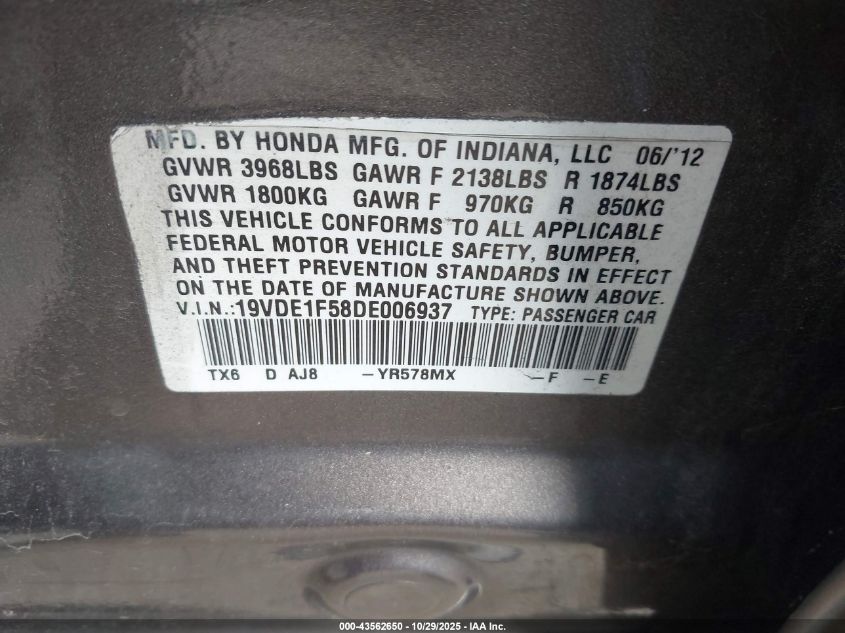 MFD. BY HONDA MFG. OF INDIANA, LLC 06/'12
GVWR 3968LBS GAWR F 2138LBS R 1874LBS
GVWR 1800KG GAWR F 970KG R 850KG
THIS VEHICLE CONFORMS TO ALL APPLICABLE
FEDERAL MOTOR VEHICLE SAFETY, BUMPER,
AND THEFT PREVENTION STANDARDS IN EFFECT
ON THE DATE OF MANUFACTURE SHOWN ABOVE.
V.I.N.:19VDE1F58DE006937 TYPE: PASSENGER CAR
TX6 D AJ8 -YR578MX -F -E
000-43562650 - 10/29/2025 - IAA Inc.